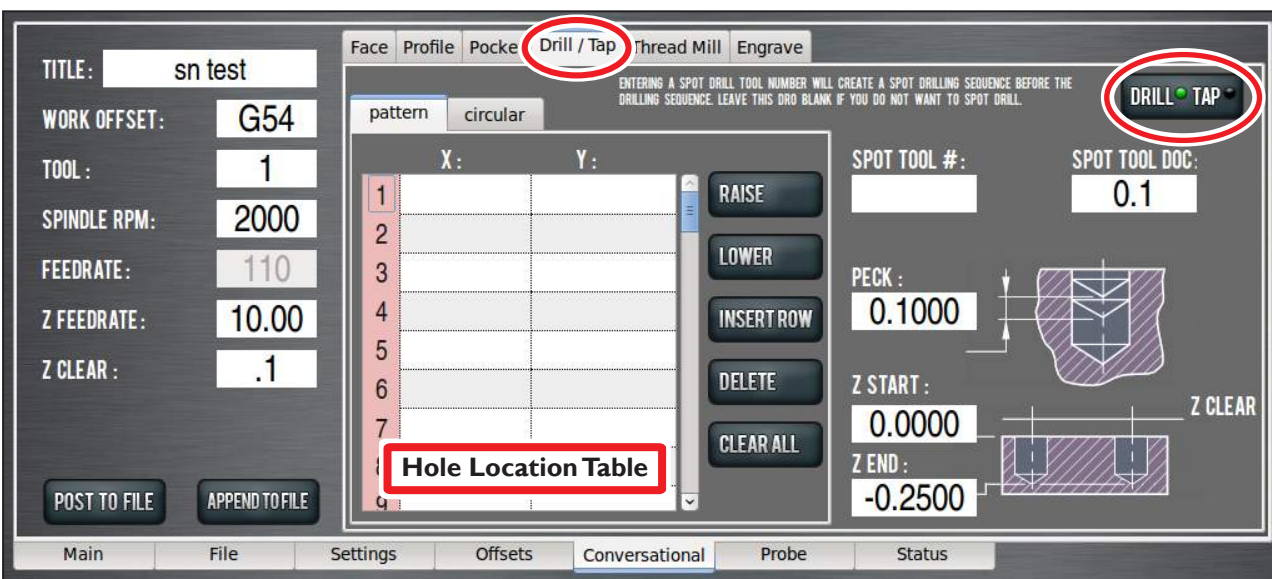 Face Profile Pocke Drill / Tap Thread Mill Engrave
TITLE: sn test
WORK OFFSET: G54
TOOL : 1
SPINDLE RPM: 2000
FEEDRATE: 110
Z FEEDRATE: 10.00
Z CLEAR : .1
POST TO FILE APPEND TO FILE
ENTERING A SPOT DRILL TOOL NUMBER WILL CREATE A SPOT DRILLING SEQUENCE BEFORE THE
DRILLING SEQUENCE. LEAVE THIS DRO BLANK IF YOU DO NOT WANT TO SPOT DRILL.
DRILL TAP
pattern circular
X : Y :
1
2
3
4
5
6
7
8
9
Hole Location Table
RAISE
LOWER
INSERT ROW
DELETE
CLEAR ALL
SPOT TOOL #: SPOT TOOL DOC:
0.1
PECK :
0.1000
Z START :
0.0000
Z END :
-0.2500
Z CLEAR
Main File Settings Offsets Conversational Probe Status